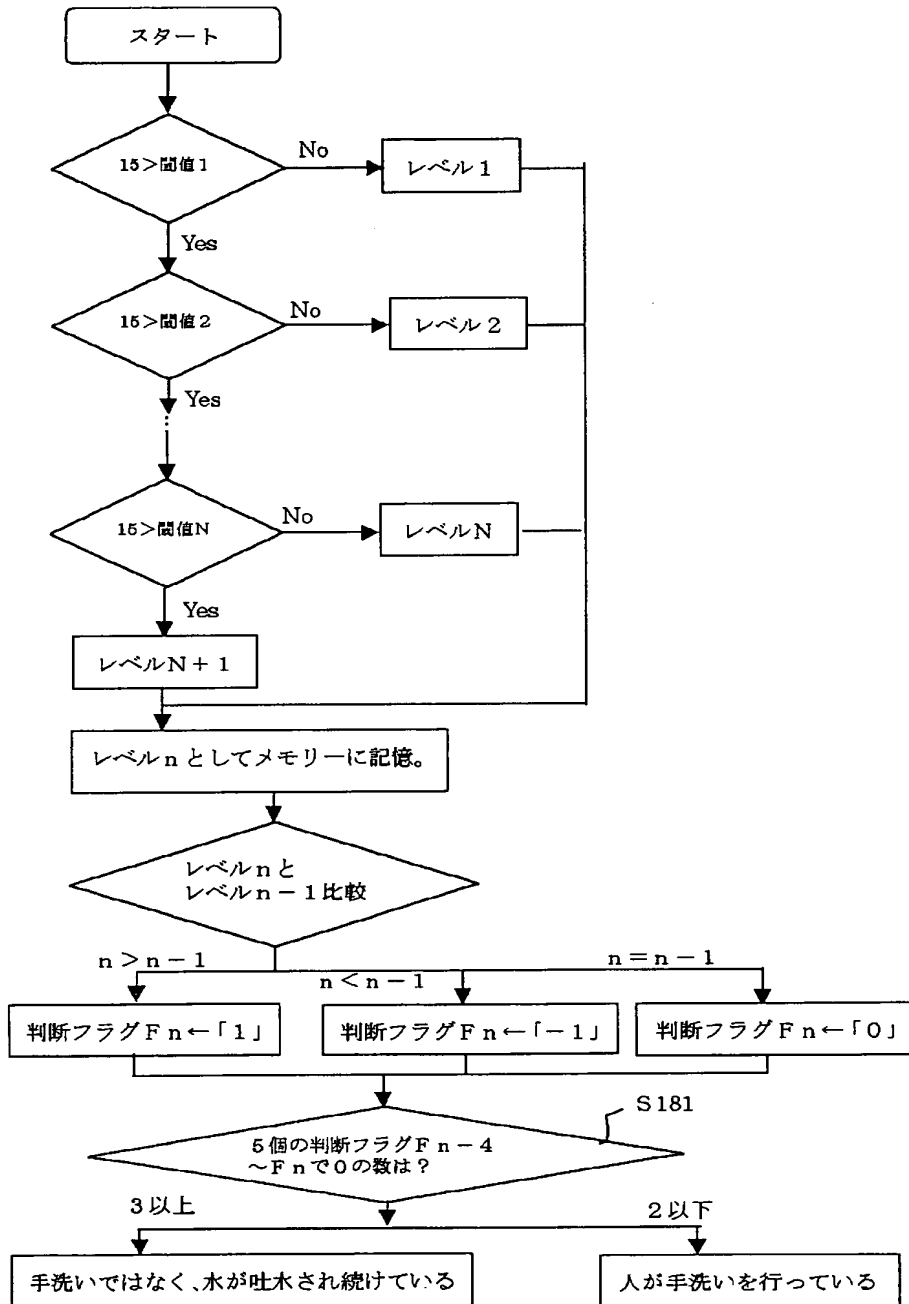 スタート
15>閾値1
No
レベル1
Yes
15>閾値2
No
レベル2
Yes
15>閾値N
No
レベルN
Yes
レベルN+1
レベルnとしてメモリーに記憶。
レベルnと
レベルn-1比較
n>n-1
n<n-1
n=n-1
判断フラグFn←「1」
判断フラグFn←「-1」
判断フラグFn←「0」
S181
5個の判断フラグFn-4
~Fnで0の数は?
3以上
2以下
手洗いではなく、水が吐水され続けている
人が手洗いを行っている